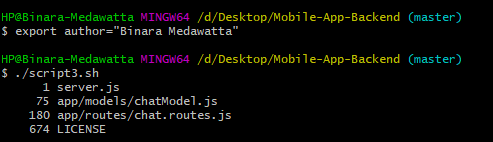 HP@Binara-Medawatta MINGW64 /d/Desktop/Mobile-App-Backend (master)
$ export author="Binara Medawatta"
HP@Binara-Medawatta MINGW64 /d/Desktop/Mobile-App-Backend (master)
$ ./script3.sh
1 server.js
75 app/models/chatModel.js
180 app/routes/chat.routes.js
674 LICENSE